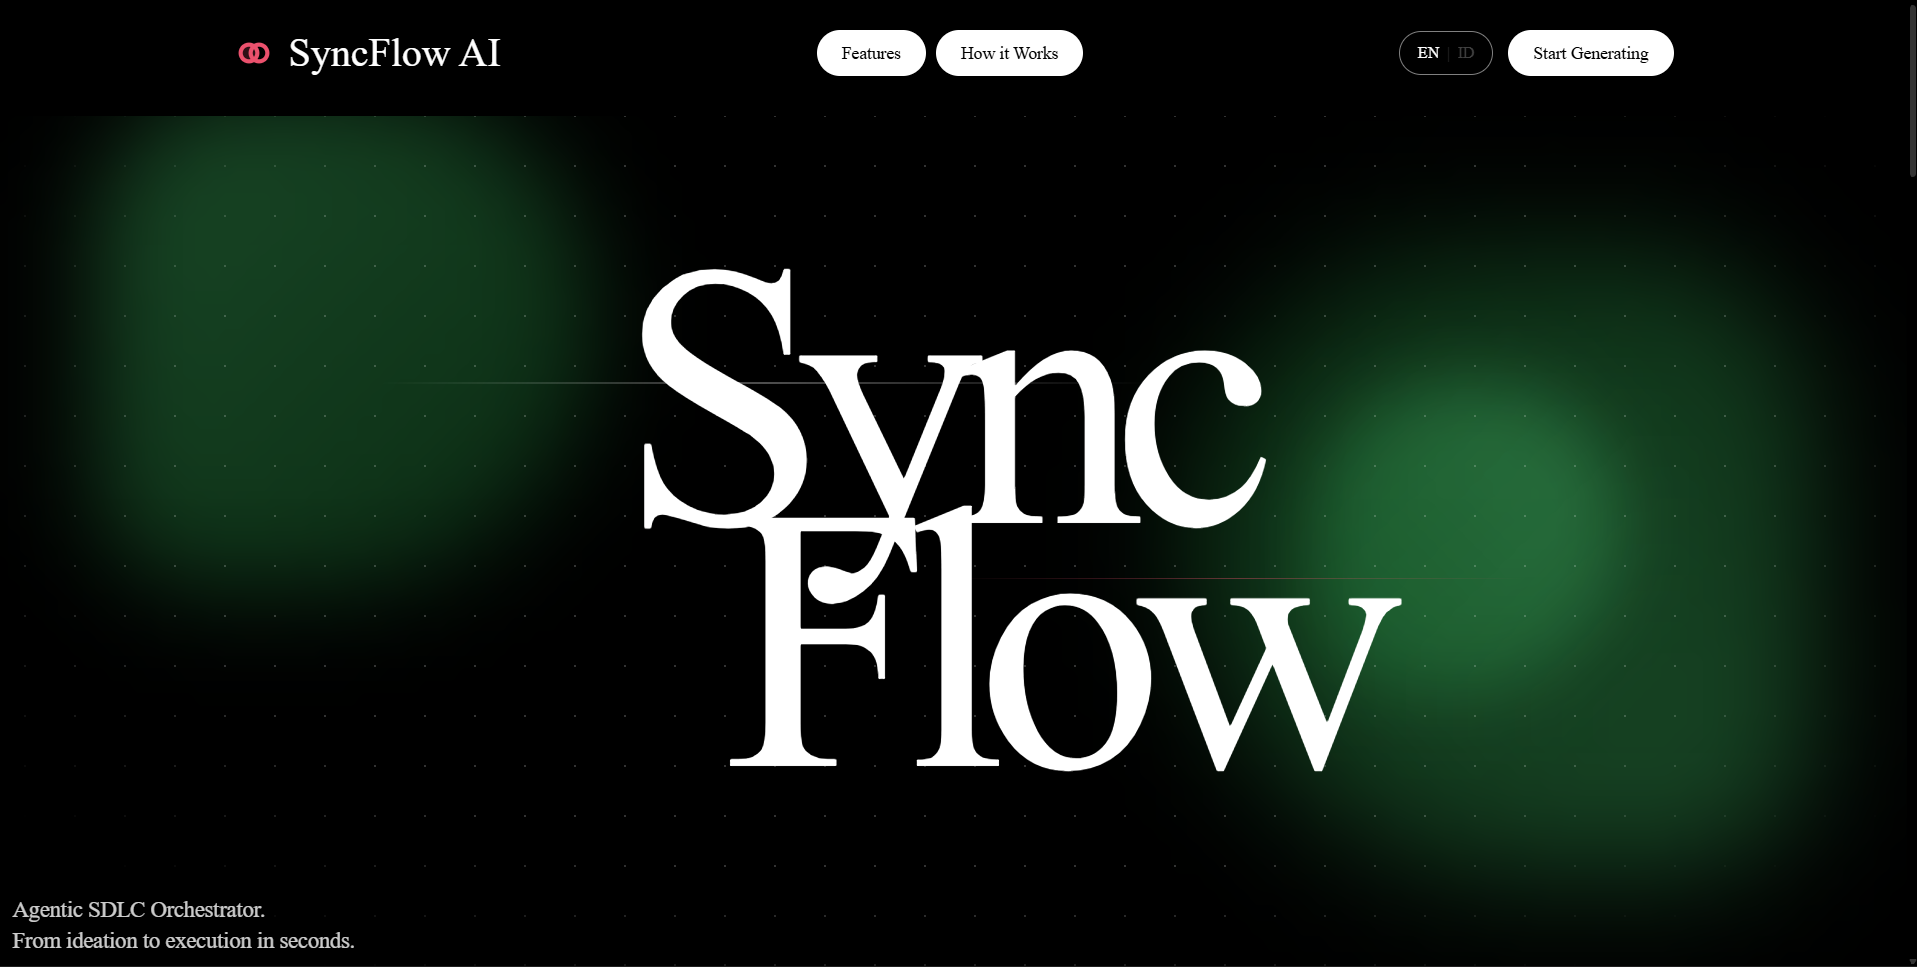 SyncFlow AI
Features
How it Works
EN | ID
Start Generating
Sync
Flow
Agentic SDLC Orchestrator.
From ideation to execution in seconds.